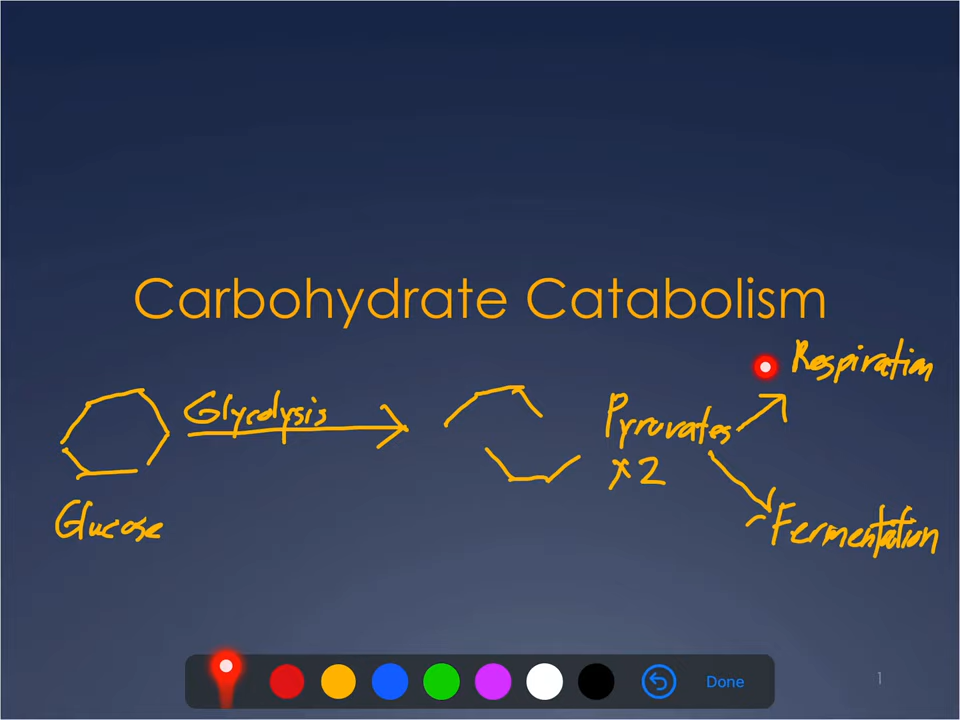 Carbohydrate Catabolism
Respiration
Glycolysis
Pyruvates
x2
Glucose
Fermentation
Done
1